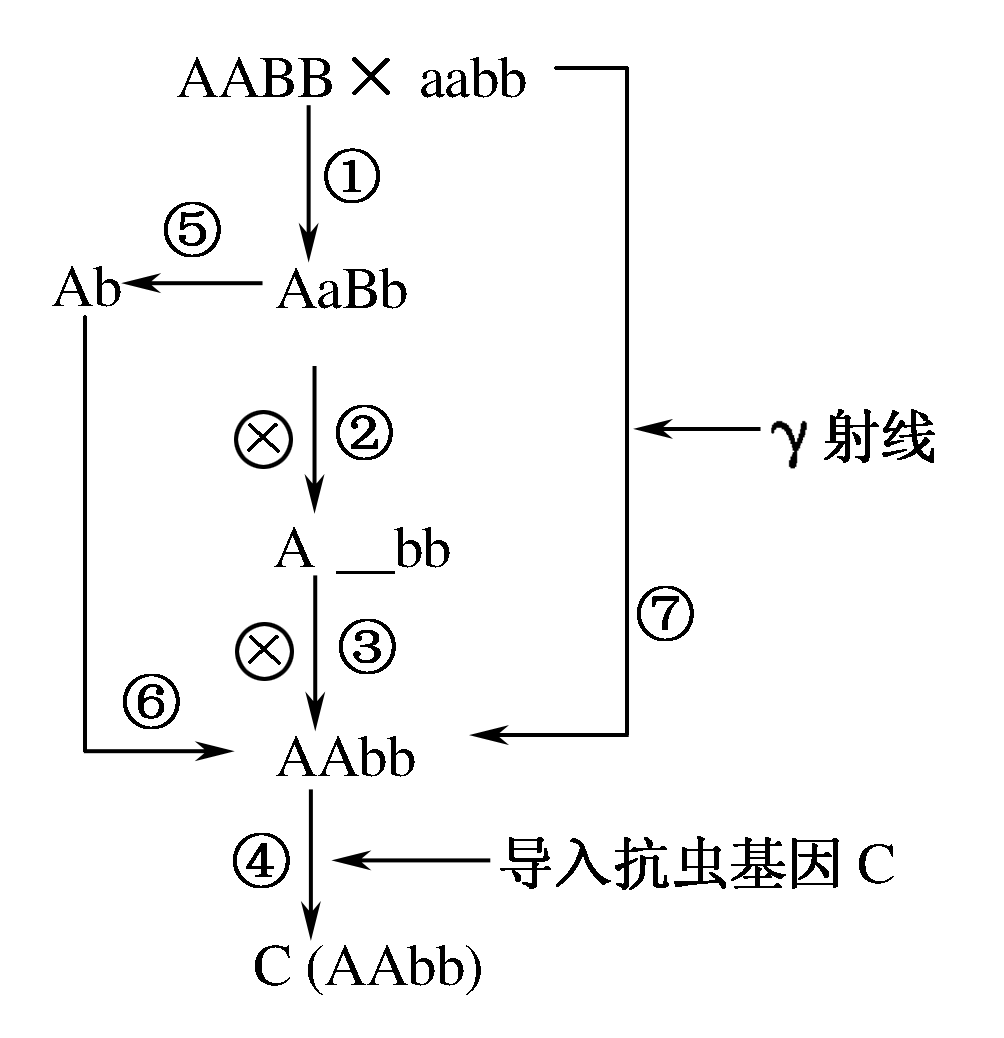 AABB × aabb
①
⑤
Ab
AaBb
⊗ ②
γ 射线
A __bb
⑦
⊗ ③
⑥
AAbb
④
导入抗虫基因 C
C (AAbb)